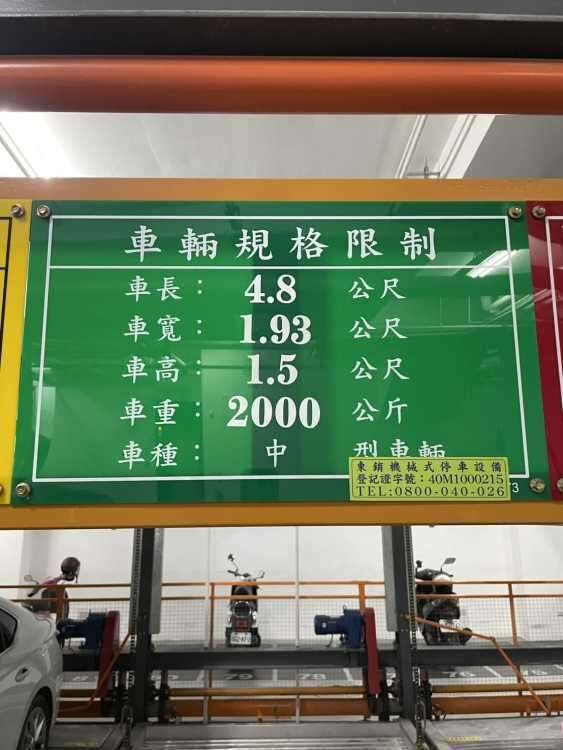 車輛規格限制
車長： 4.8 公尺
車寬： 1.93 公尺
車高： 1.5 公尺
車重： 2000 公斤
車種： 中 型車輛
東銷機械式停車設備
登記證字號：40M1000215
TEL:0800-040-026
79
78